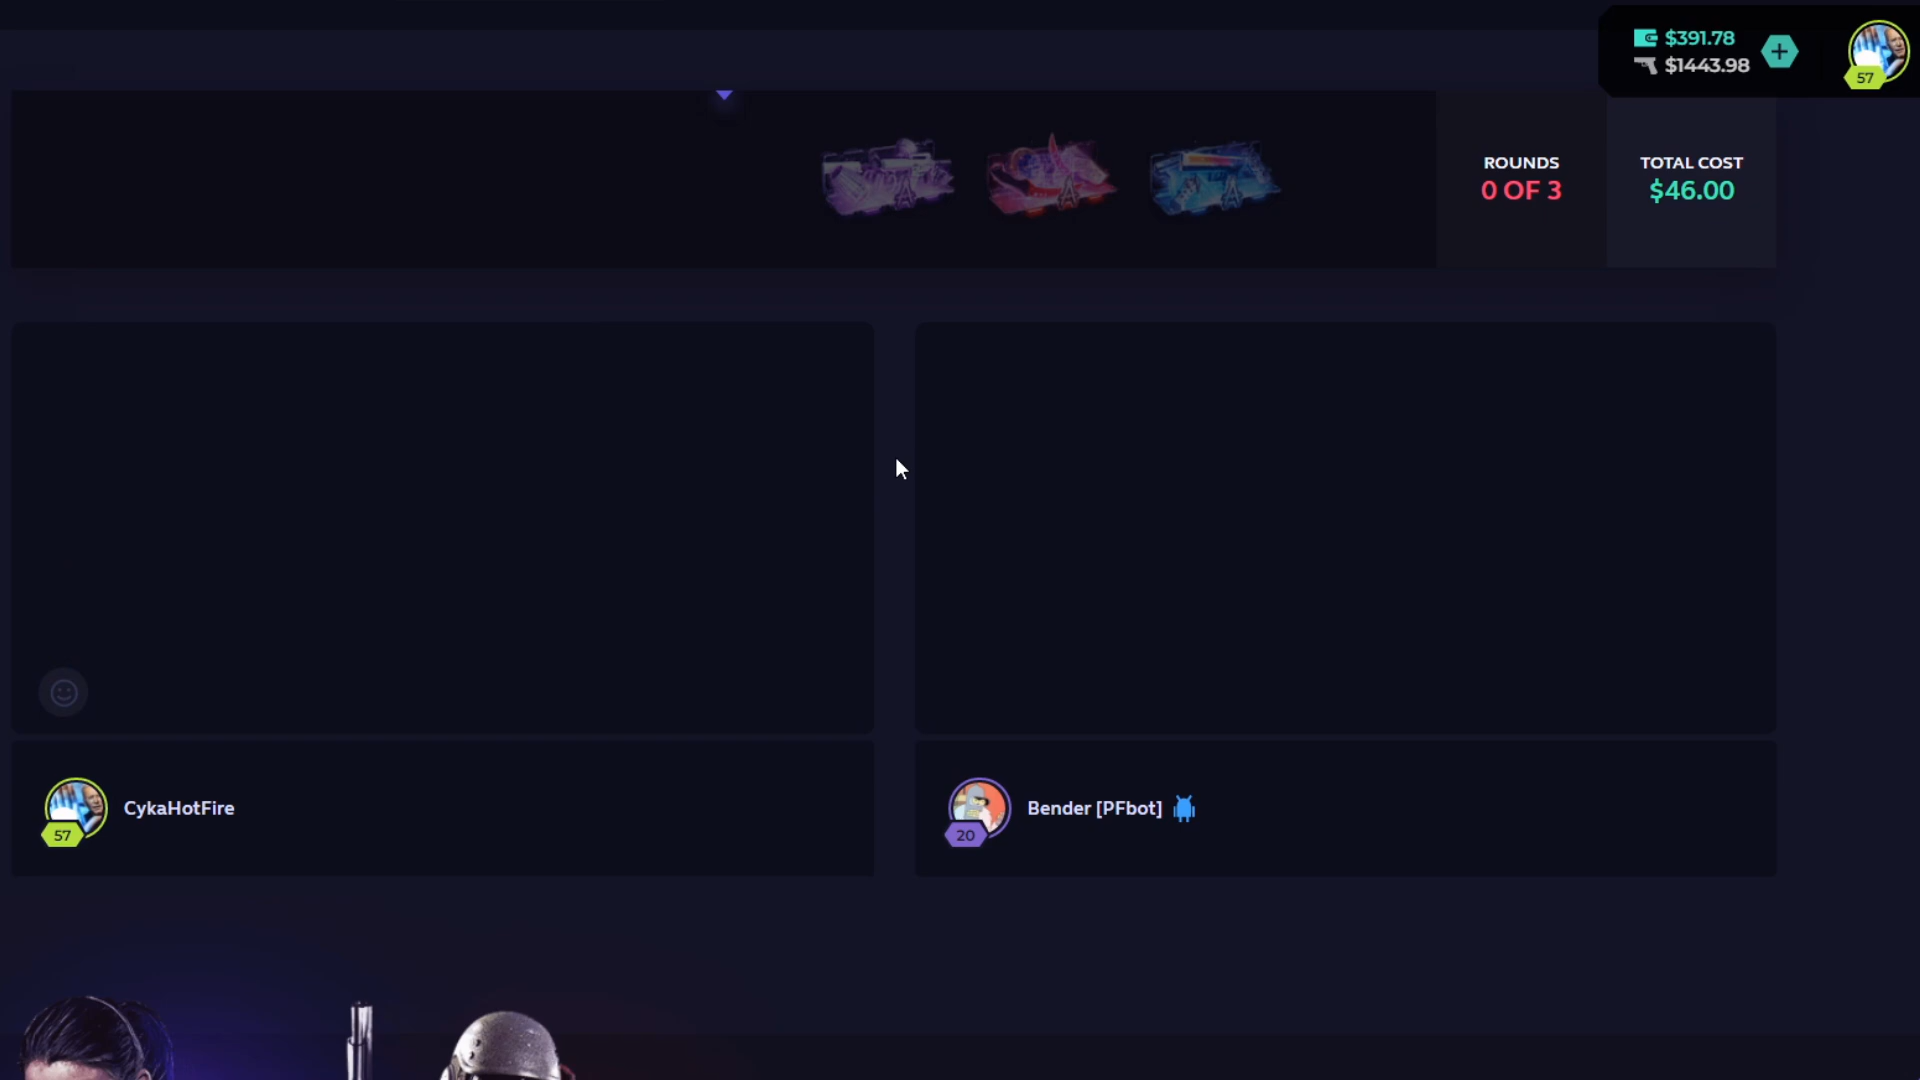 $391.78
$1443.98
57
ROUNDS
0 OF 3
TOTAL COST
$46.00
CykaHotFire
57
Bender [PFbot]
20